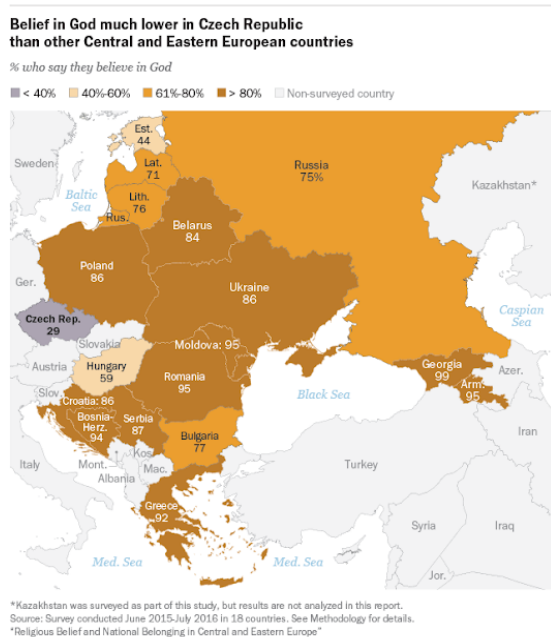 Belief in God much lower in Czech Republic
than other Central and Eastern European countries
% who say they believe in God
< 40% 40%-60% 61%-80% > 80% Non-surveyed country
Est.
44
Sweden
Lat.
71
Russia
75%
Kazakhstan*
Baltic
Sea
Lith.
76
Rus.
Belarus
84
Poland
86
Ger.
Ukraine
86
Czech Rep.
29
Caspian
Sea
Slovakia
Moldova: 95
Austria
Hungary
59
Georgia
99
Azer.
Romania
95
Arm.
95
Slov.
Croatia: 86
Black Sea
Bosnia-
Herz.
94
Serbia
87
Bulgaria
77
Iran
Italy
Mont.
Kos.
Mac.
Albania
Turkey
Greece
92
Syria
Iraq
Med. Sea
Med. Sea
Jor.
*Kazakhstan was surveyed as part of this study, but results are not analyzed in this report.
Source: Survey conducted June 2015-July 2016 in 18 countries. See Methodology for details.
"Religious Belief and National Belonging in Central and Eastern Europe"